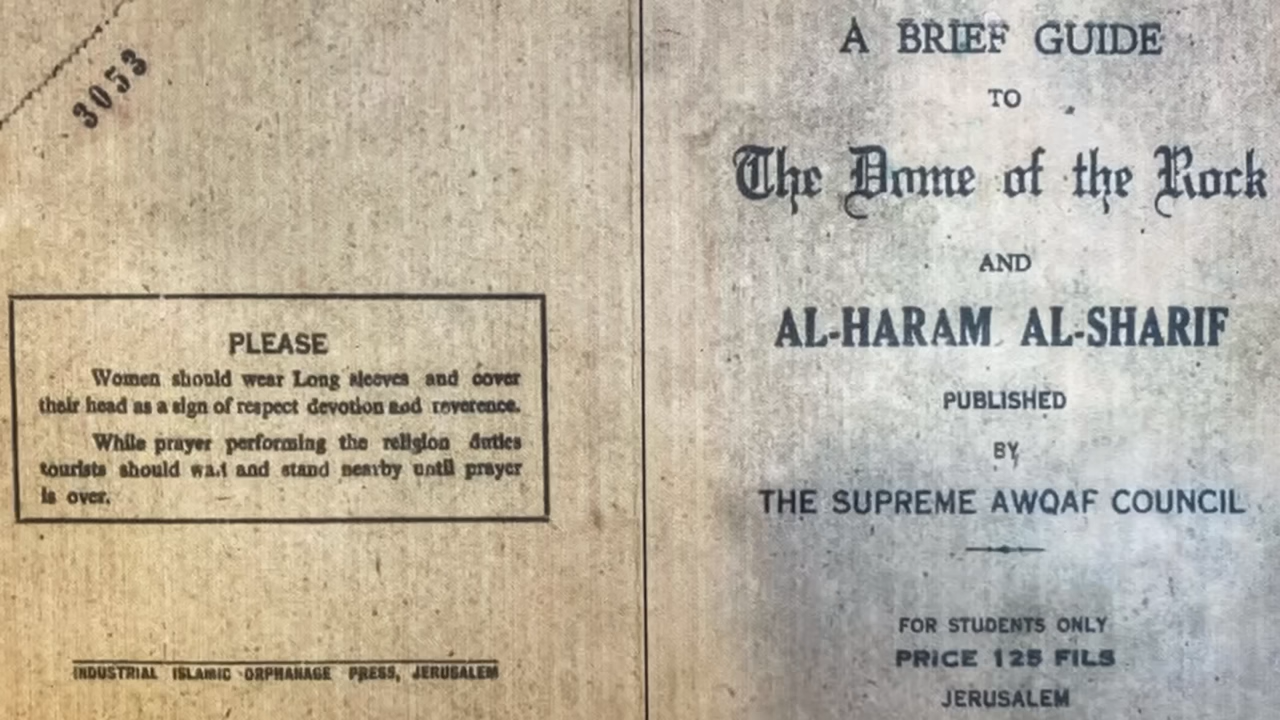 3053
PLEASE
Women should wear Long sleeves and cover
their head as a sign of respect devotion and reverence.
While prayer performing the religion duties
tourists should wait and stand nearby until prayer
is over.
INDUSTRIAL ISLAMIC ORPHANAGE PRESS, JERUSALEM
A BRIEF GUIDE
TO
The Dome of the Rock
AND
AL-HARAM AL-SHARIF
PUBLISHED
BY
THE SUPREME AWQAF COUNCIL
FOR STUDENTS ONLY
PRICE 125 FILS
JERUSALEM